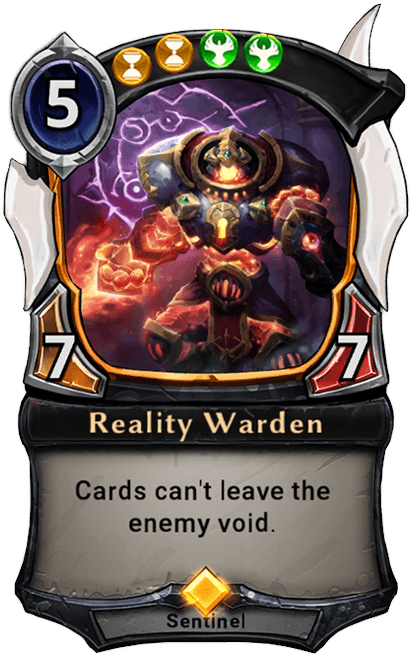 5
7
7
Reality Warden
Cards can't leave the
enemy void.
Sentinel